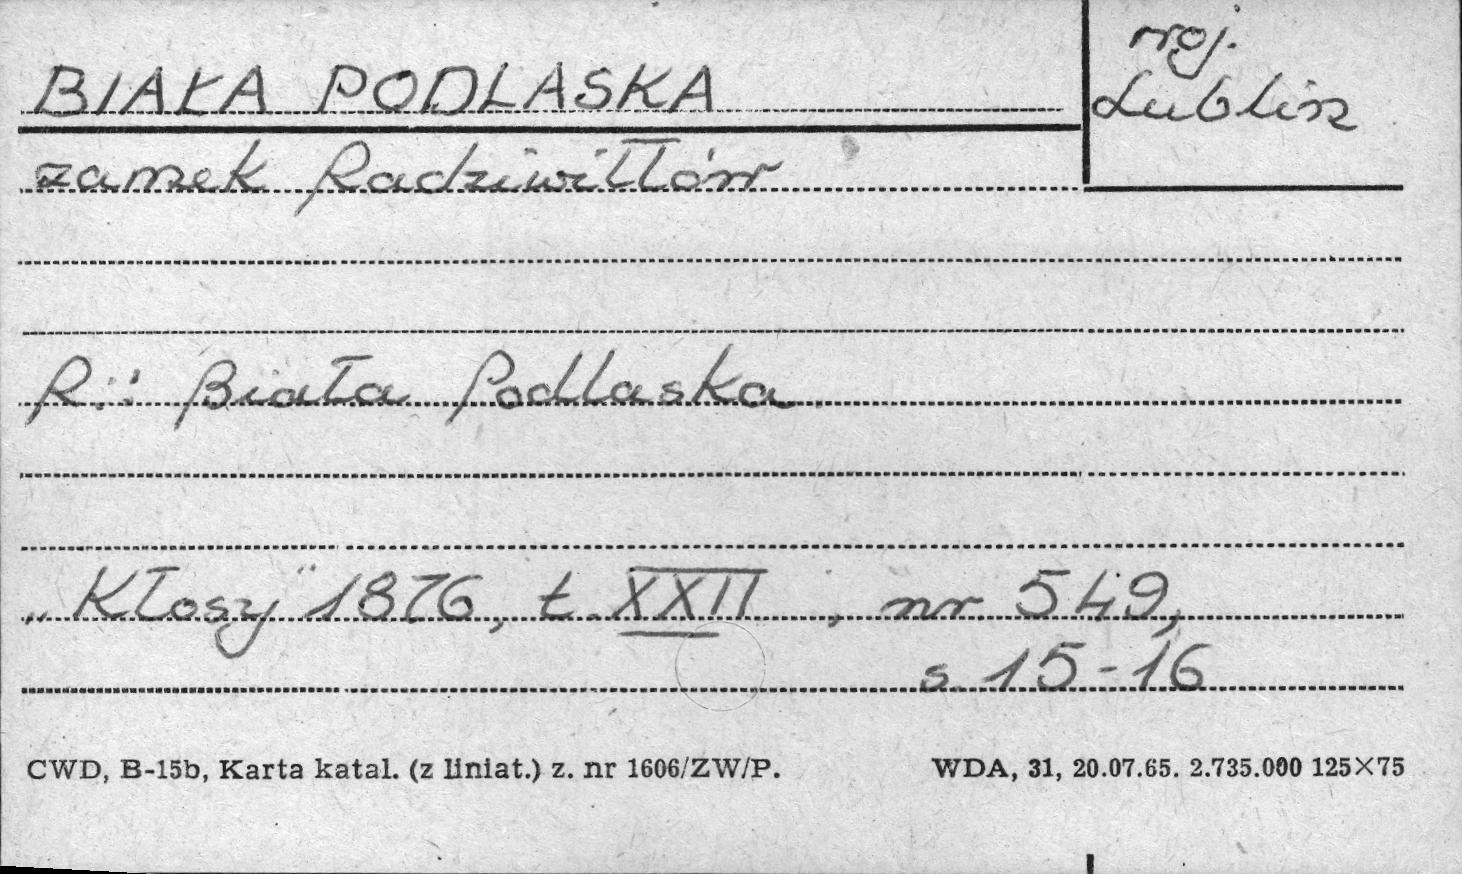 BIAŁA PODLASKA
woj.
Lublin
zamek Radziwiłłów
R.: Biała Podlaska
„Kłosy" 1876, t. XXII, nr 549,
s. 15-16
CWD, B-15b, Karta katal. (z liniat.) z. nr 1606/ZW/P.
WDA, 31, 20.07.65. 2.735.000 125×75